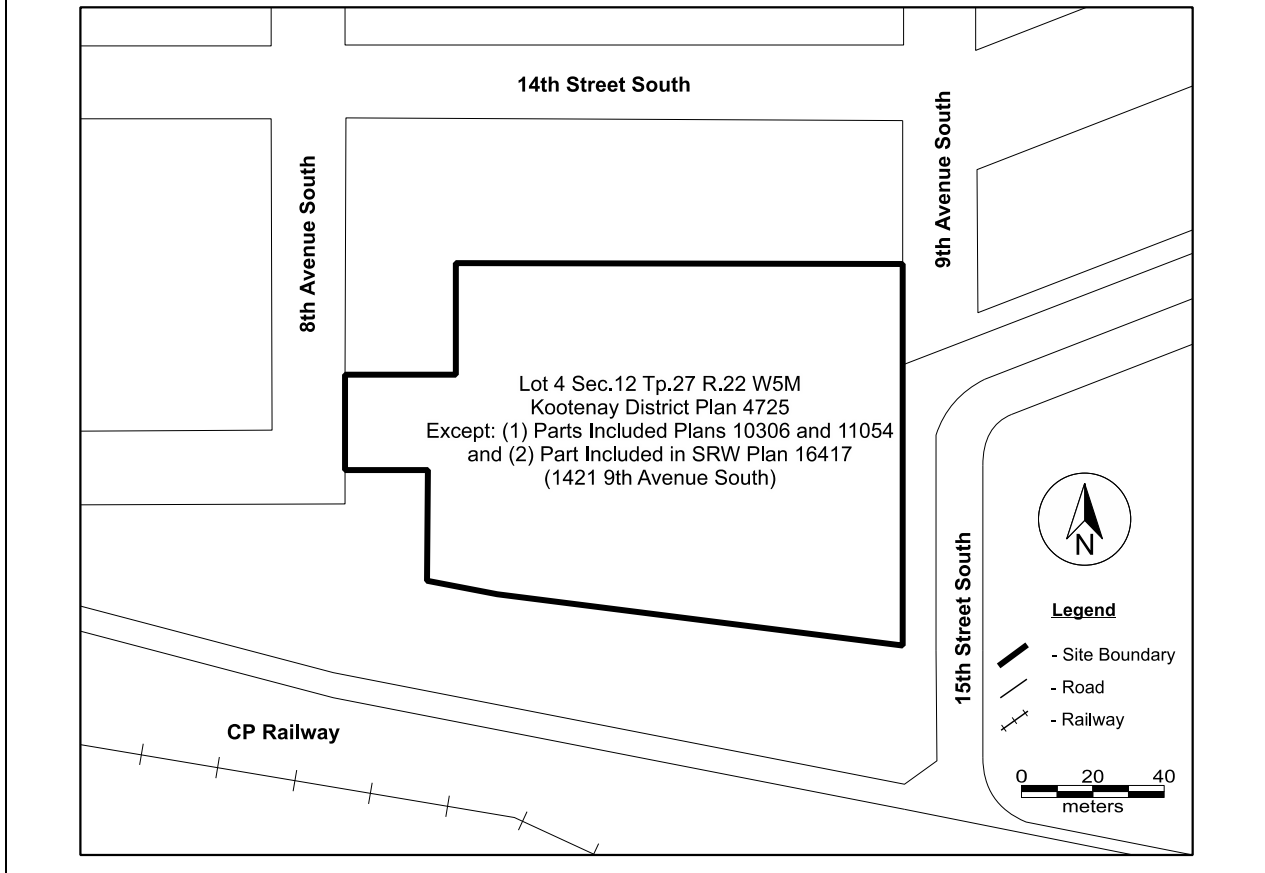 14th Street South
9th Avenue South
8th Avenue South
Lot 4 Sec.12 Tp.27 R.22 W5M
Kootenay District Plan 4725
Except: (1) Parts Included Plans 10306 and 11054
and (2) Part Included in SRW Plan 16417
(1421 9th Avenue South)
N
15th Street South
Legend
- Site Boundary
- Road
- Railway
CP Railway
0 20 40
meters